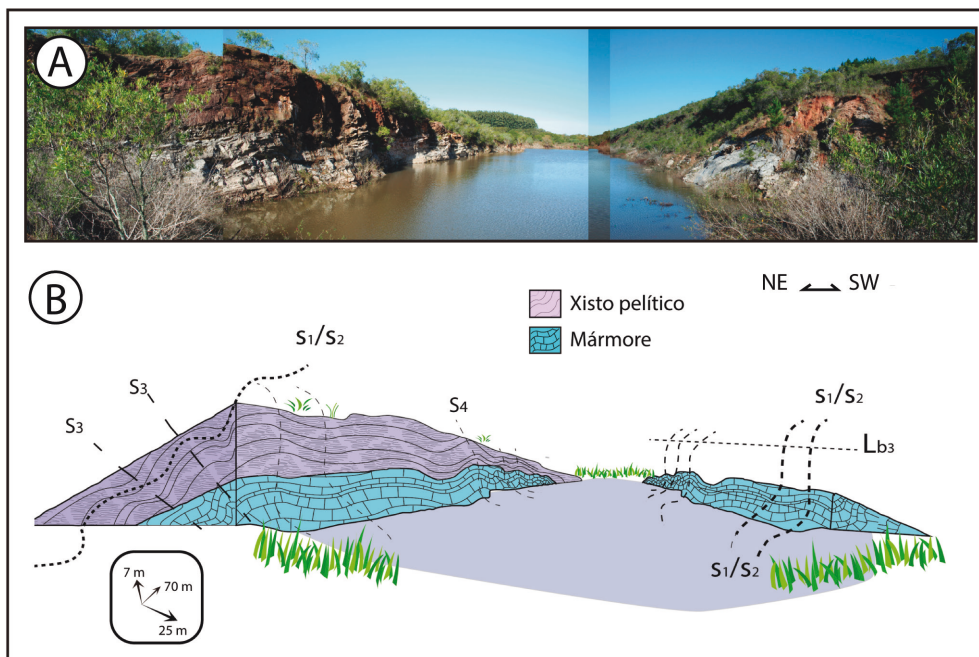 A
B
NE SW
Xisto pelítico
Mármore
S1/S2
S3
S3
S4
S1/S2
Lb3
S1/S2
7 m
70 m
25 m